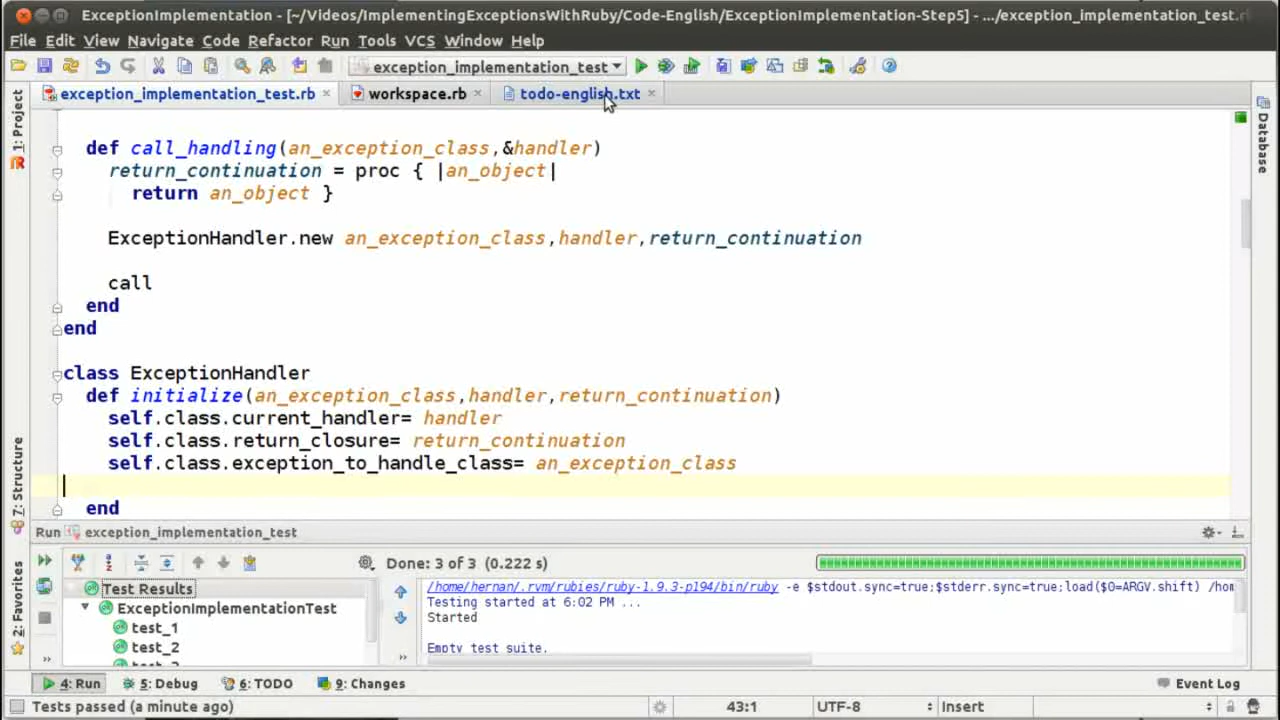 ExceptionImplementation - [~/Videos/ImplementingExceptionsWithRuby/Code-English/ExceptionImplementation-Step5] - .../exception_implementation_test.r
File Edit View Navigate Code Refactor Run Tools VCS Window Help
exception_implementation_test
exception_implementation_test.rb workspace.rb todo-english.txt
1: Project
7: Structure
2: Favorites
Database
def call_handling(an_exception_class,&handler)
return_continuation = proc { |an_object|
return an_object }
ExceptionHandler.new an_exception_class,handler,return_continuation
call
end
end
class ExceptionHandler
def initialize(an_exception_class,handler,return_continuation)
self.class.current_handler= handler
self.class.return_closure= return_continuation
self.class.exception_to_handle_class= an_exception_class
end
Run exception_implementation_test
Done: 3 of 3 (0.222 s)
Test Results
ExceptionImplementationTest
test_1
test_2
/home/hernan/.rvm/rubies/ruby-1.9.3-p194/bin/ruby -e $stdout.sync=true;$stderr.sync=true;load($0=ARGV.shift) /ho
Testing started at 6:02 PM ...
Started
Empty test suite.
4: Run 5: Debug 6: TODO 9: Changes Event Log
Tests passed (a minute ago) 43:1 UTF-8 Insert